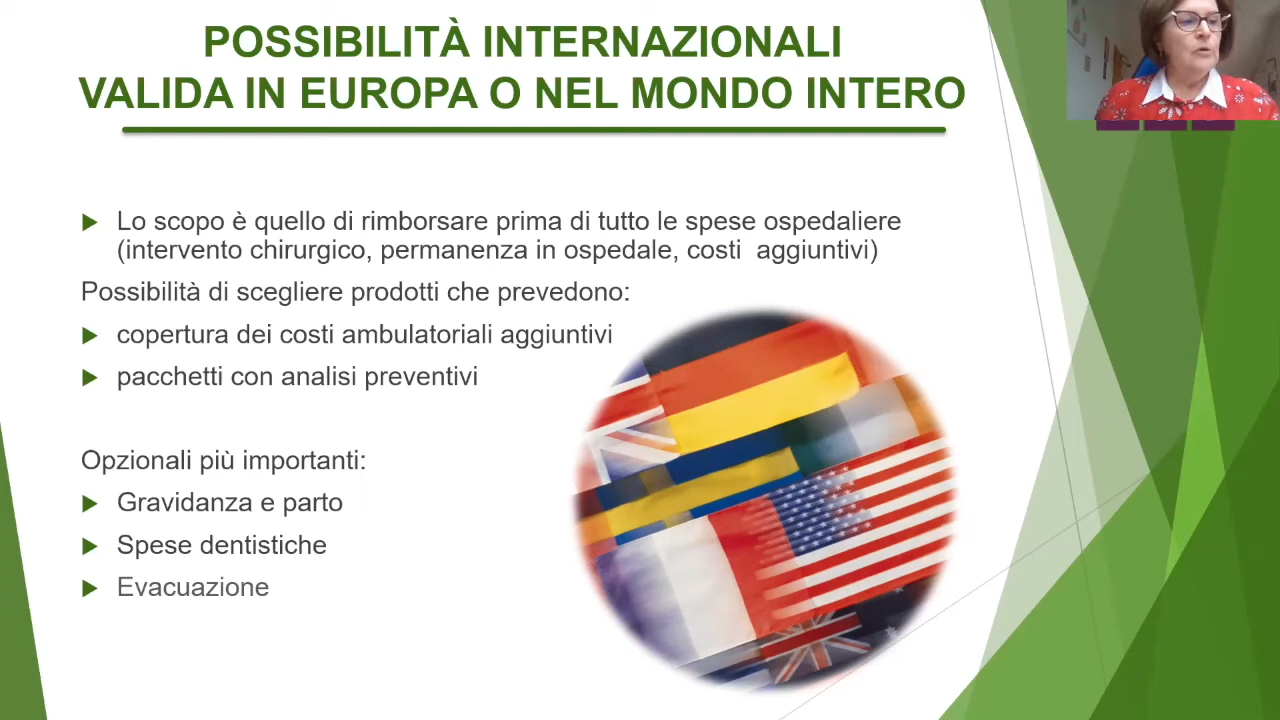 POSSIBILITÀ INTERNAZIONALI
VALIDA IN EUROPA O NEL MONDO INTERO
Lo scopo è quello di rimborsare prima di tutto le spese ospedaliere
(intervento chirurgico, permanenza in ospedale, costi  aggiuntivi)
Possibilità di scegliere prodotti che prevedono:
copertura dei costi ambulatoriali aggiuntivi
pacchetti con analisi preventivi
Opzionali più importanti:
Gravidanza e parto
Spese dentistiche
Evacuazione